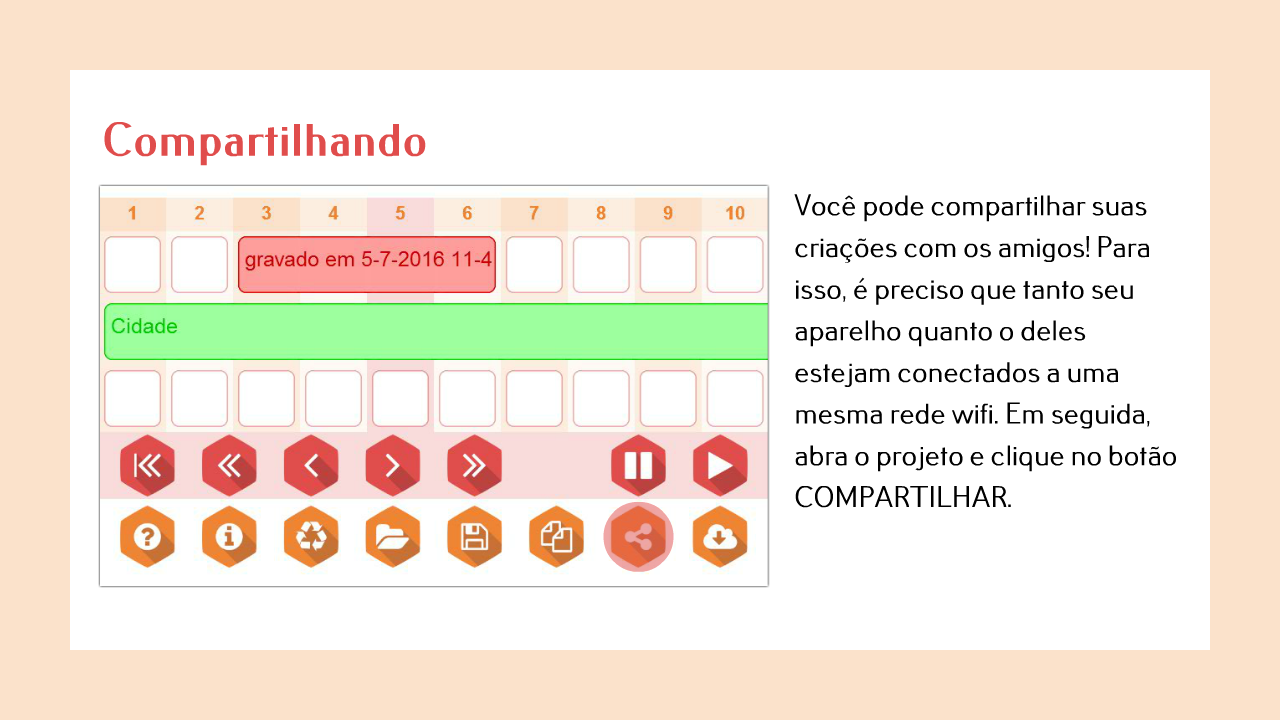 Compartilhando
1 2 3 4 5 6 7 8 9 10
gravado em 5-7-2016 11-4
Cidade
Você pode compartilhar suas
criações com os amigos! Para
isso, é preciso que tanto seu
aparelho quanto o deles
estejam conectados a uma
mesma rede wifi. Em seguida,
abra o projeto e clique no botão
COMPARTILHAR.